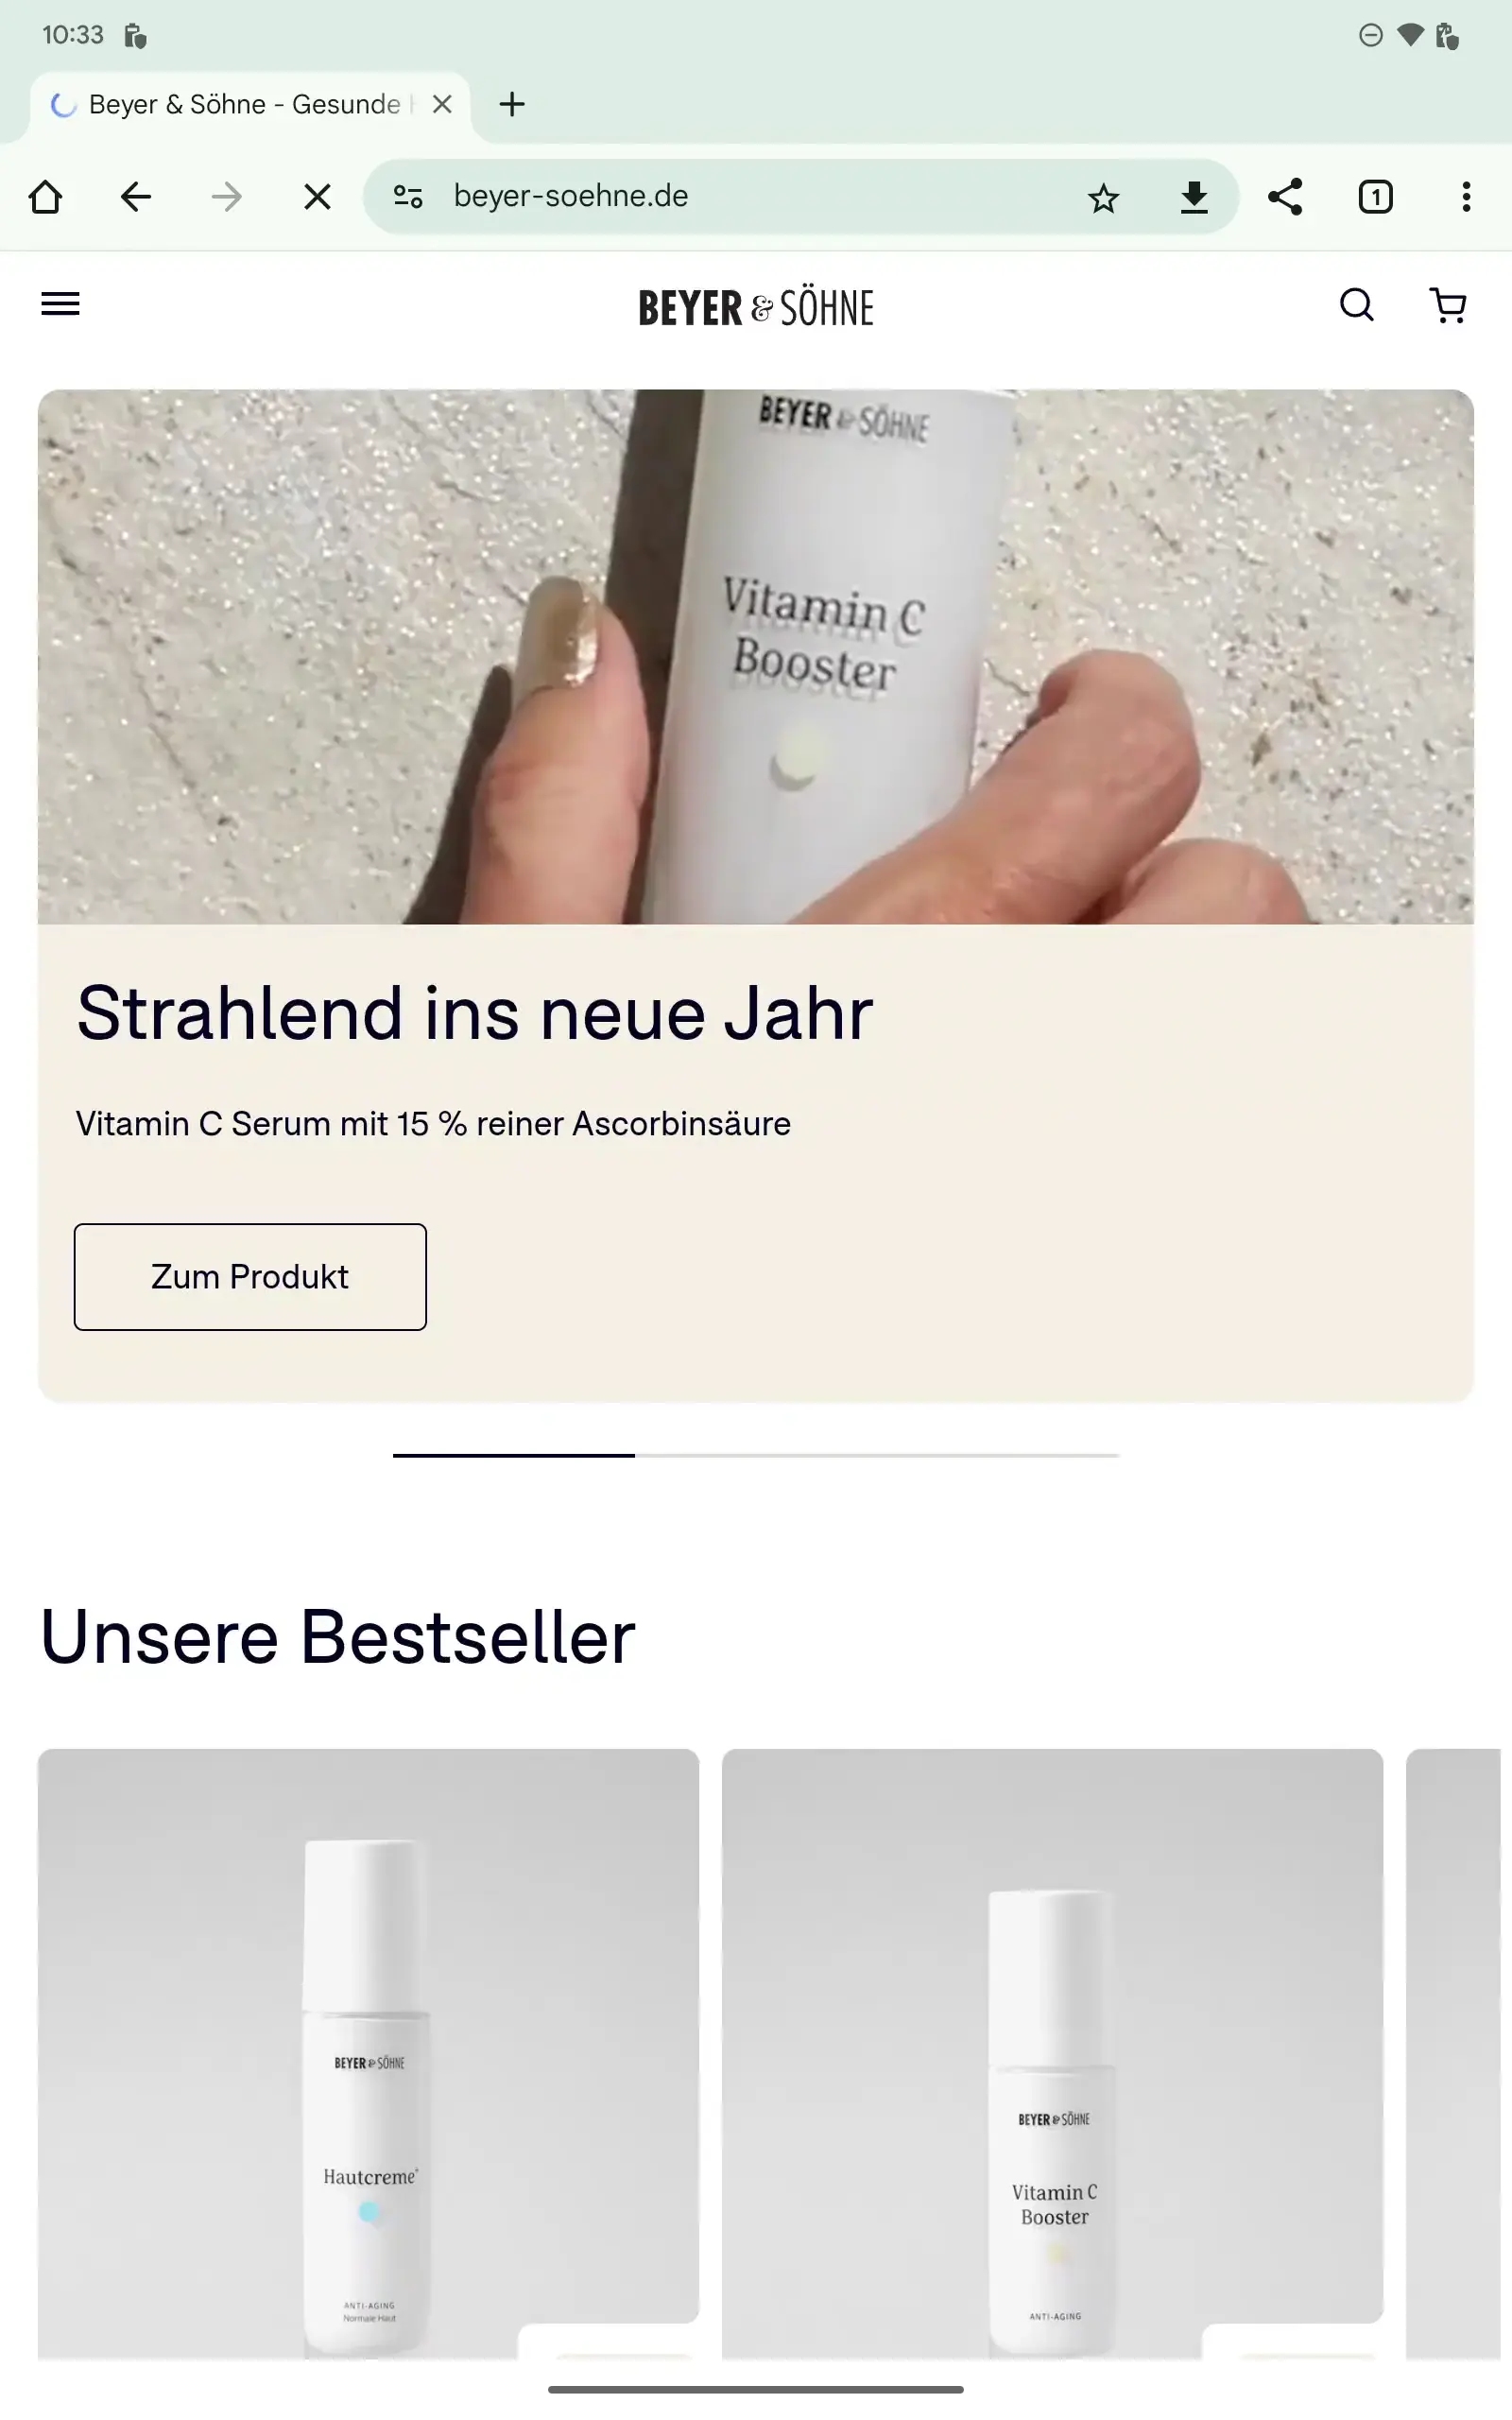 10:33
Beyer & Söhne - Gesunde
beyer-soehne.de
1
BEYER & SÖHNE
BEYER & SÖHNE
Vitamin C
Booster
Strahlend ins neue Jahr
Vitamin C Serum mit 15 % reiner Ascorbinsäure
Zum Produkt
Unsere Bestseller
BEYER & SÖHNE
Hautcreme+
ANTI-AGING
Normale Haut
BEYER & SÖHNE
Vitamin C
Booster
ANTI-AGING